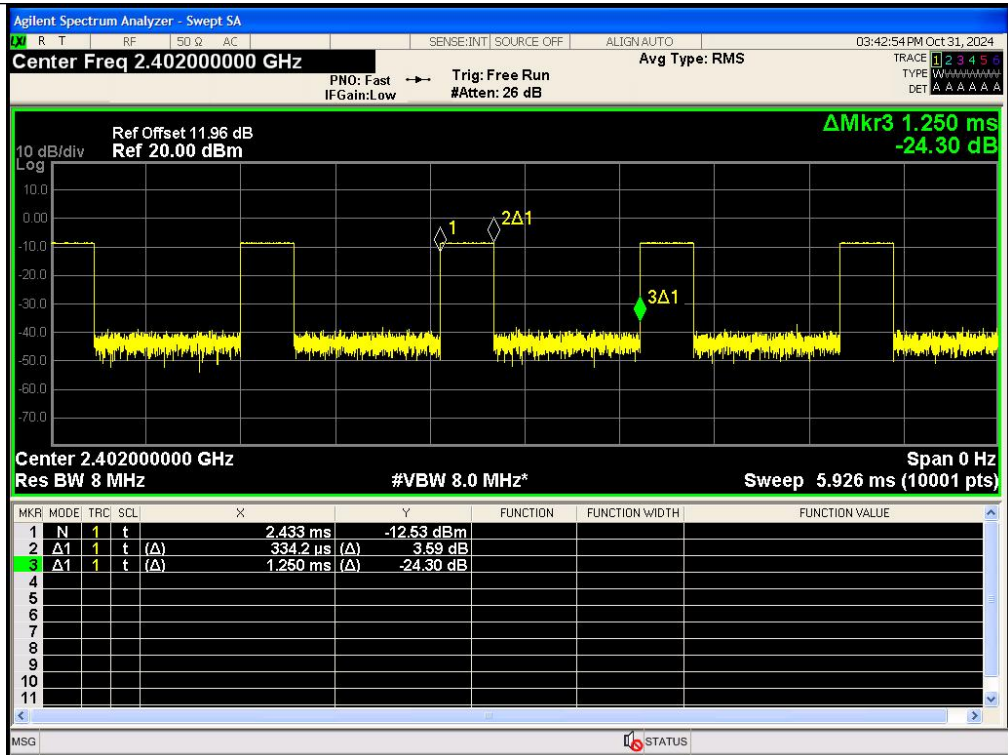 Agilent Spectrum Analyzer - Swept SA
LXI R T RF 50 Ω AC SENSE:INT SOURCE OFF ALIGN AUTO 03:42:54 PM Oct 31, 2024
Center Freq 2.402000000 GHz Avg Type: RMS TRACE 1 2 3 4 5 6
PNO: Fast Trig: Free Run TYPE WWWWWW
IFGain:Low #Atten: 26 dB DET A A A A A A
ΔMkr3 1.250 ms
-24.30 dB
Ref Offset 11.96 dB
10 dB/div Ref 20.00 dBm
Log
10.0
0.00
-10.0
-20.0
-30.0
-40.0
-50.0
-60.0
-70.0
1
2Δ1
3Δ1
Center 2.402000000 GHz Span 0 Hz
Res BW 8 MHz #VBW 8.0 MHz* Sweep 5.926 ms (10001 pts)
MKR MODE TRC SCL X Y FUNCTION FUNCTION WIDTH FUNCTION VALUE
1 N 1 t 2.433 ms -12.53 dBm
2 Δ1 1 t (Δ) 334.2 µs (Δ) 3.59 dB
3 Δ1 1 t (Δ) 1.250 ms (Δ) -24.30 dB
4
5
6
7
8
9
10
11
MSG STATUS